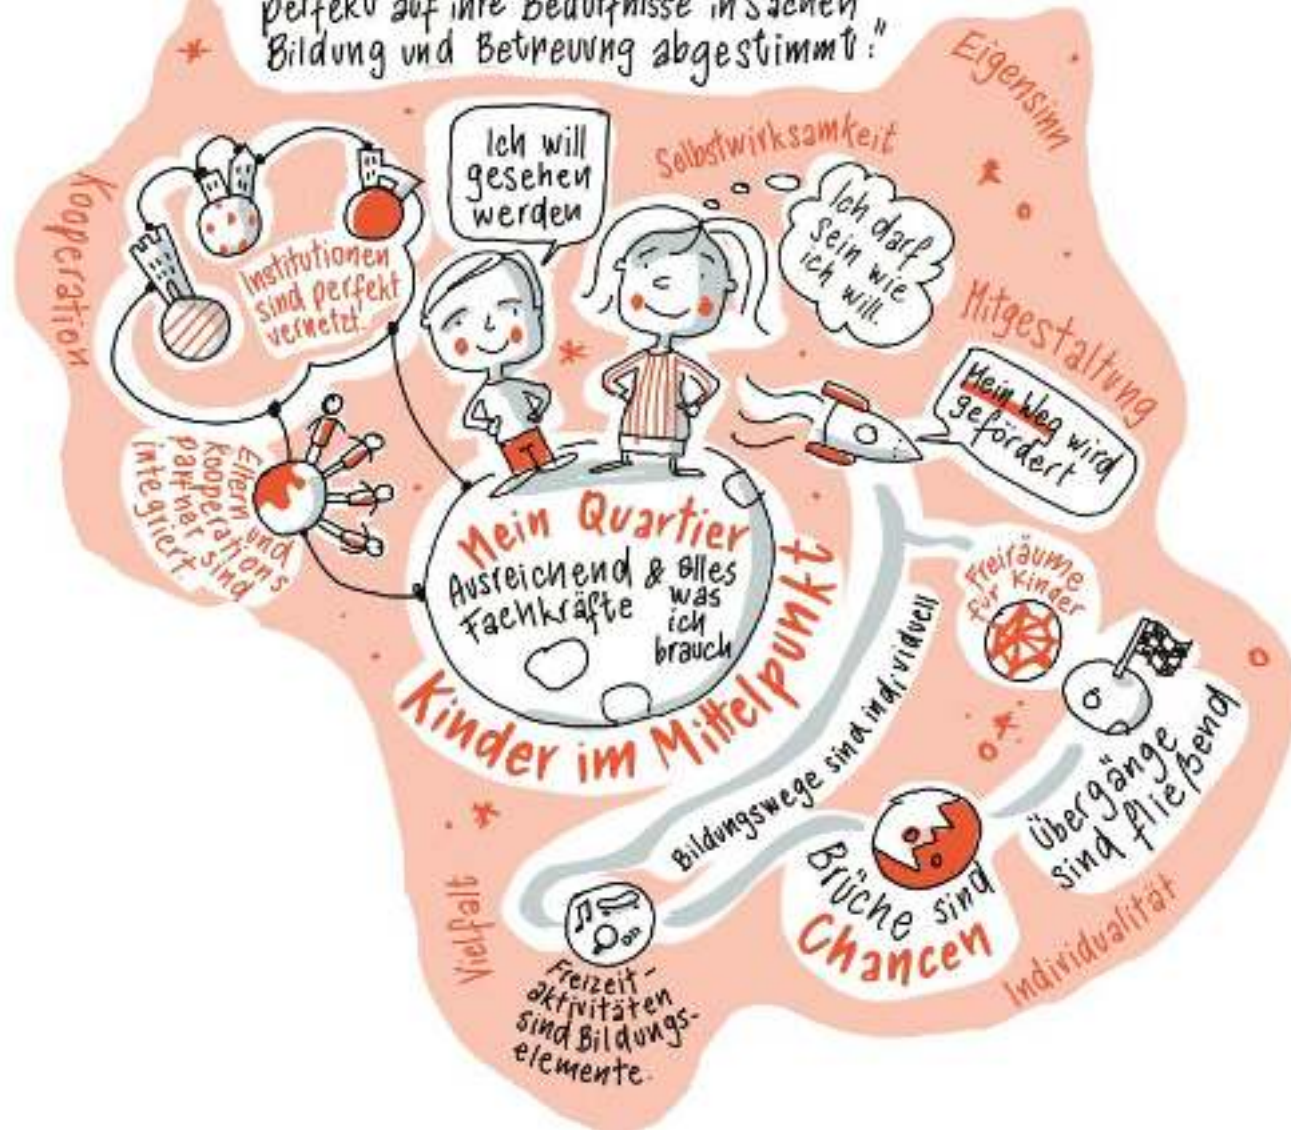 perfekt auf ihre Bedürfnisse in Sachen
Bildung und Betreuung abgestimmt."
Eigensinn
Selbstwirksamkeit
Kooperation
Ich will
gesehen
werden
Ich darf
sein wie
ich will.
Institutionen
sind perfekt
vernetzt.
Mitgestaltung
Mein Weg wird
gefördert
Eltern und
Kooperations
partner sind
integriert.
Mein Quartier
Ausreichend & alles
Fachkräfte was
ich
brauch
Kinder im Mittelpunkt
Freiräume
für Kinder
Bildungswege sind individuell
Übergänge
sind fließend
Brüche sind
Chancen
Individualität
Vielfalt
Freizeit-
aktivitäten
sind Bildungs-
elemente.